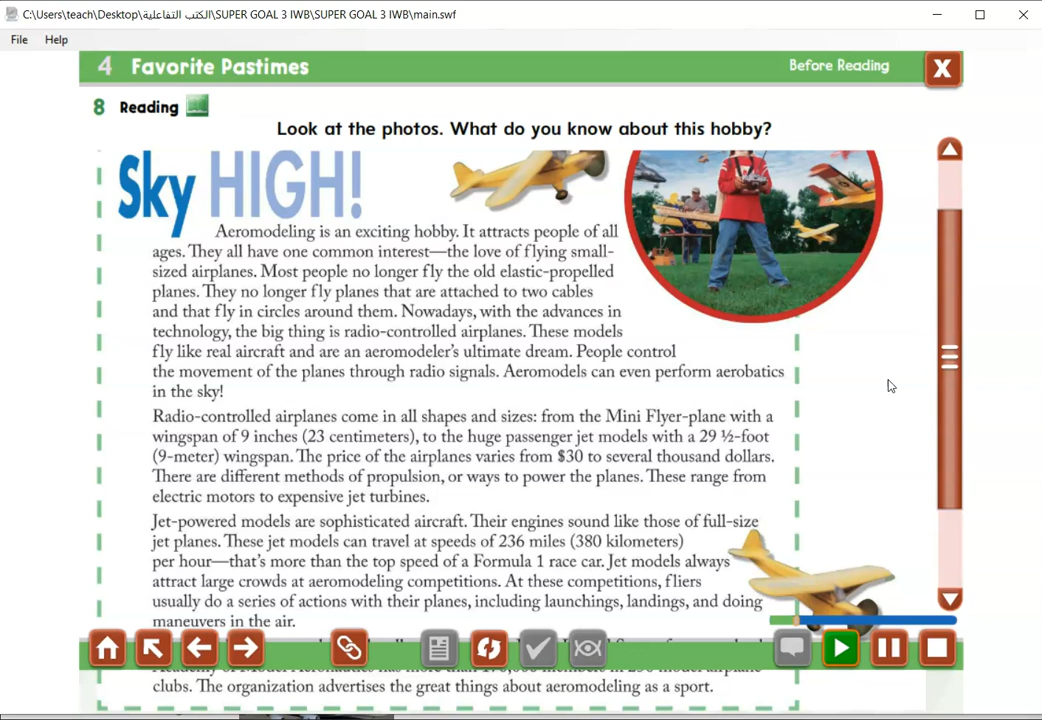 C:\Users\teach\Desktop\الكتب التفاعلية\SUPER GOAL 3 IWB\SUPER GOAL 3 IWB\main.swf
File Help
4 Favorite Pastimes
Before Reading
X
8 Reading
Look at the photos. What do you know about this hobby?
Sky HIGH!
Aeromodeling is an exciting hobby. It attracts people of all
ages. They all have one common interest—the love of flying small-
sized airplanes. Most people no longer fly the old elastic-propelled
planes. They no longer fly planes that are attached to two cables
and that fly in circles around them. Nowadays, with the advances in
technology, the big thing is radio-controlled airplanes. These models
fly like real aircraft and are an aeromodeler's ultimate dream. People control
the movement of the planes through radio signals. Aeromodels can even perform aerobatics
in the sky!
Radio-controlled airplanes come in all shapes and sizes: from the Mini Flyer-plane with a
wingspan of 9 inches (23 centimeters), to the huge passenger jet models with a 29 ½-foot
(9-meter) wingspan. The price of the airplanes varies from $30 to several thousand dollars.
There are different methods of propulsion, or ways to power the planes. These range from
electric motors to expensive jet turbines.
Jet-powered models are sophisticated aircraft. Their engines sound like those of full-size
jet planes. These jet models can travel at speeds of 236 miles (380 kilometers)
per hour—that's more than the top speed of a Formula 1 race car. Jet models always
attract large crowds at aeromodeling competitions. At these competitions, fliers
usually do a series of actions with their planes, including launchings, landings, and doing
maneuvers in the air.
clubs. The organization advertises the great things about aeromodeling as a sport.